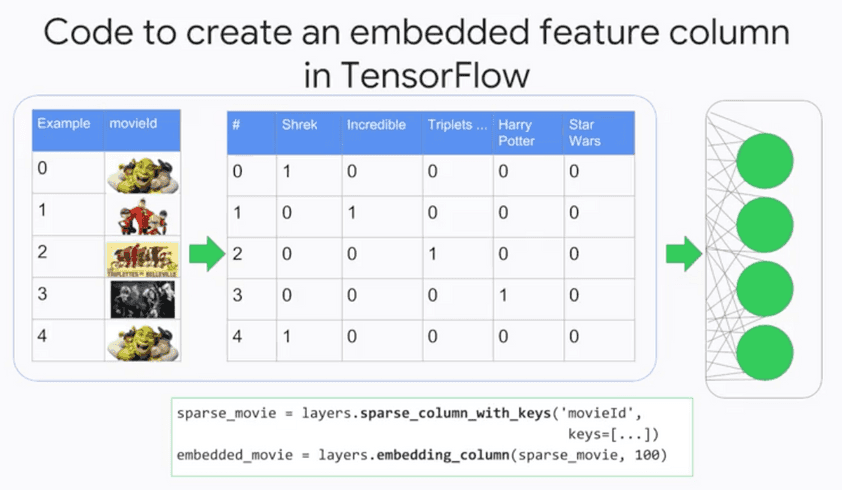 Code to create an embedded feature column
in TensorFlow
Example movieId
0
1
2
TRIPLETTES DE BELLEVILLE
3
4
# Shrek Incredible Triplets ... Harry Potter Star Wars
0 1 0 0 0 0
1 0 1 0 0 0
2 0 0 1 0 0
3 0 0 0 1 0
4 1 0 0 0 0
sparse_movie = layers.sparse_column_with_keys('movieId',
keys=[...])
embedded_movie = layers.embedding_column(sparse_movie, 100)